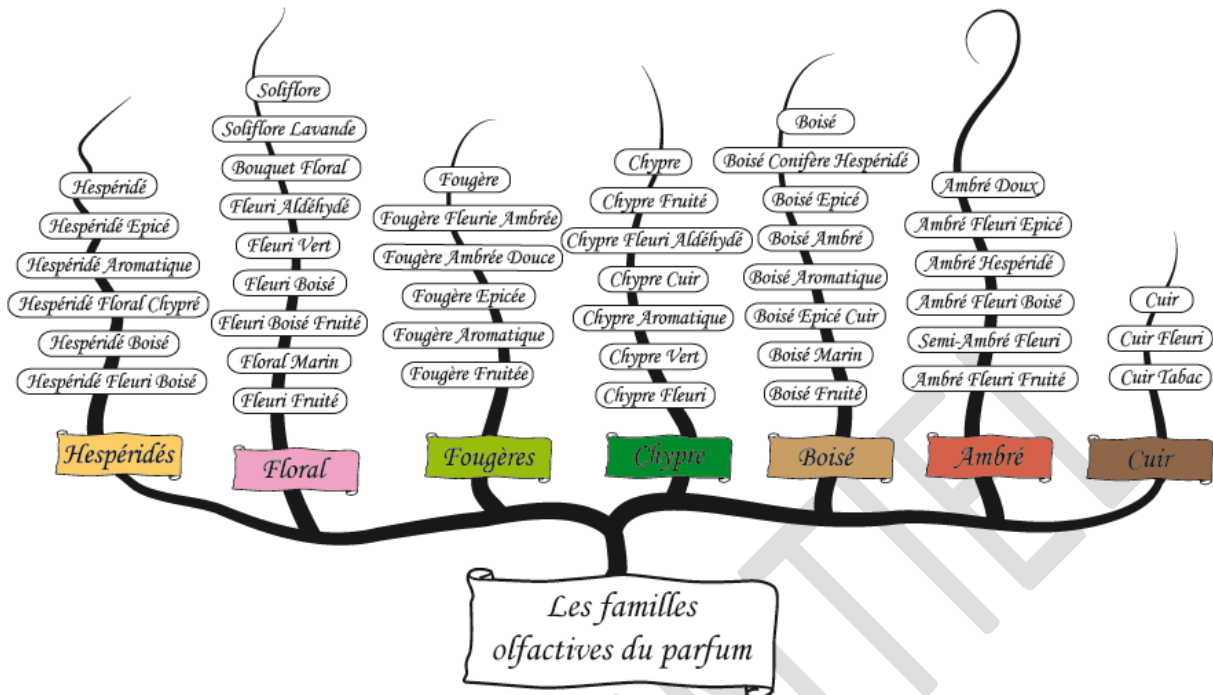 Hespéridé
Hespéridé Epicé
Hespéridé Aromatique
Hespéridé Floral Chypré
Hespéridé Boisé
Hespéridé Fleuri Boisé
Hespéridés
Soliflore
Soliflore Lavande
Bouquet Floral
Fleuri Aldéhydé
Fleuri Vert
Fleuri Boisé
Fleuri Boisé Fruité
Floral Marin
Fleuri Fruité
Floral
Fougère
Fougère Fleurie Ambrée
Fougère Ambrée Douce
Fougère Epicée
Fougère Aromatique
Fougère Fruitée
Fougères
Chypre
Chypre Fruité
Chypre Fleuri Aldéhydé
Chypre Cuir
Chypre Aromatique
Chypre Vert
Chypre Fleuri
Chypre
Boisé
Boisé Conifère Hespéridé
Boisé Epicé
Boisé Ambré
Boisé Aromatique
Boisé Epicé Cuir
Boisé Marin
Boisé Fruité
Boisé
Ambré Doux
Ambré Fleuri Epicé
Ambré Hespéridé
Ambré Fleuri Boisé
Semi-Ambré Fleuri
Ambré Fleuri Fruité
Ambré
Cuir
Cuir Fleuri
Cuir Tabac
Cuir
Les familles
olfactives du parfum